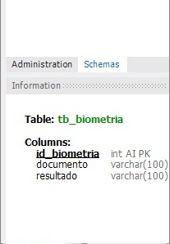 Administration Schemas
Information
Table: tb_biometria
Columns:
id_biometria int AI PK
documento varchar(100)
resultado varchar(100)